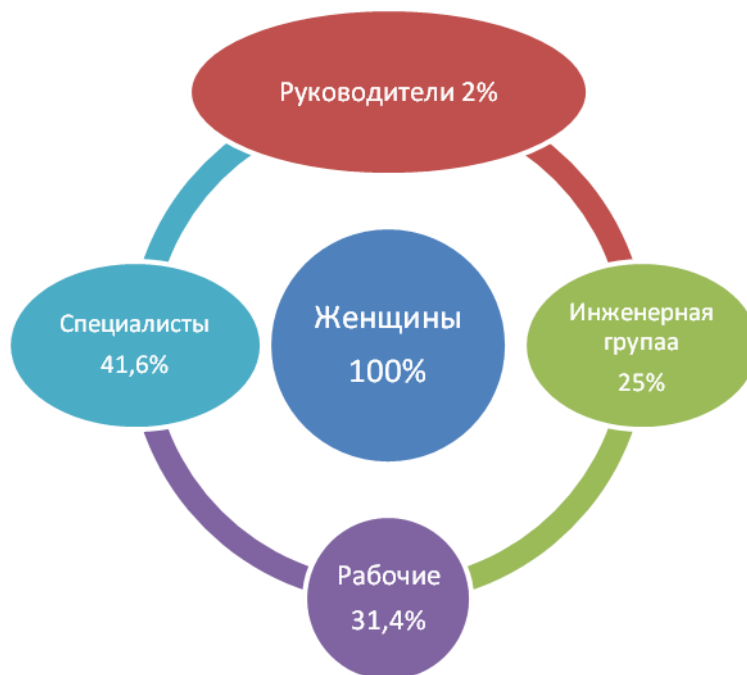 Руководители 2%
Специалисты
41,6%
Женщины
100%
Инженерная
групаа
25%
Рабочие
31,4%